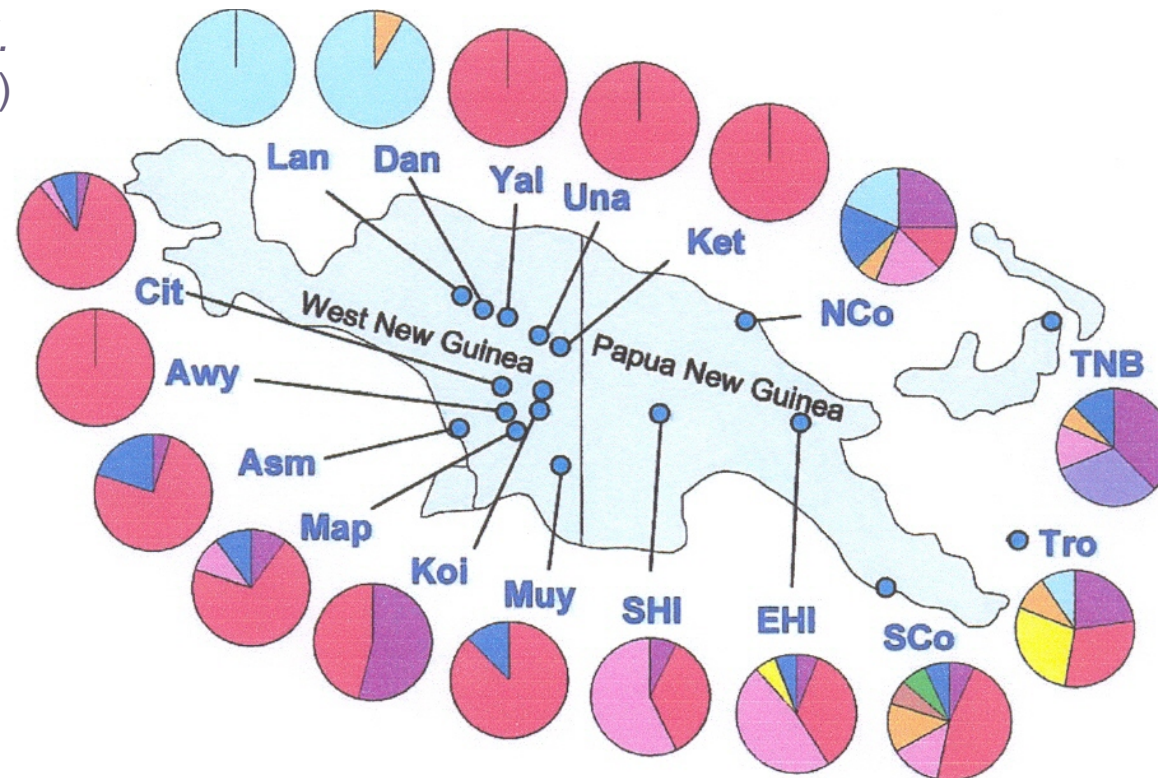 .
)
Lan
Dan
Yal
Una
Ket
NCo
TNB
Cit
West New Guinea
Papua New Guinea
Awy
Asm
Map
Koi
Muy
SHI
EHI
SCo
Tro